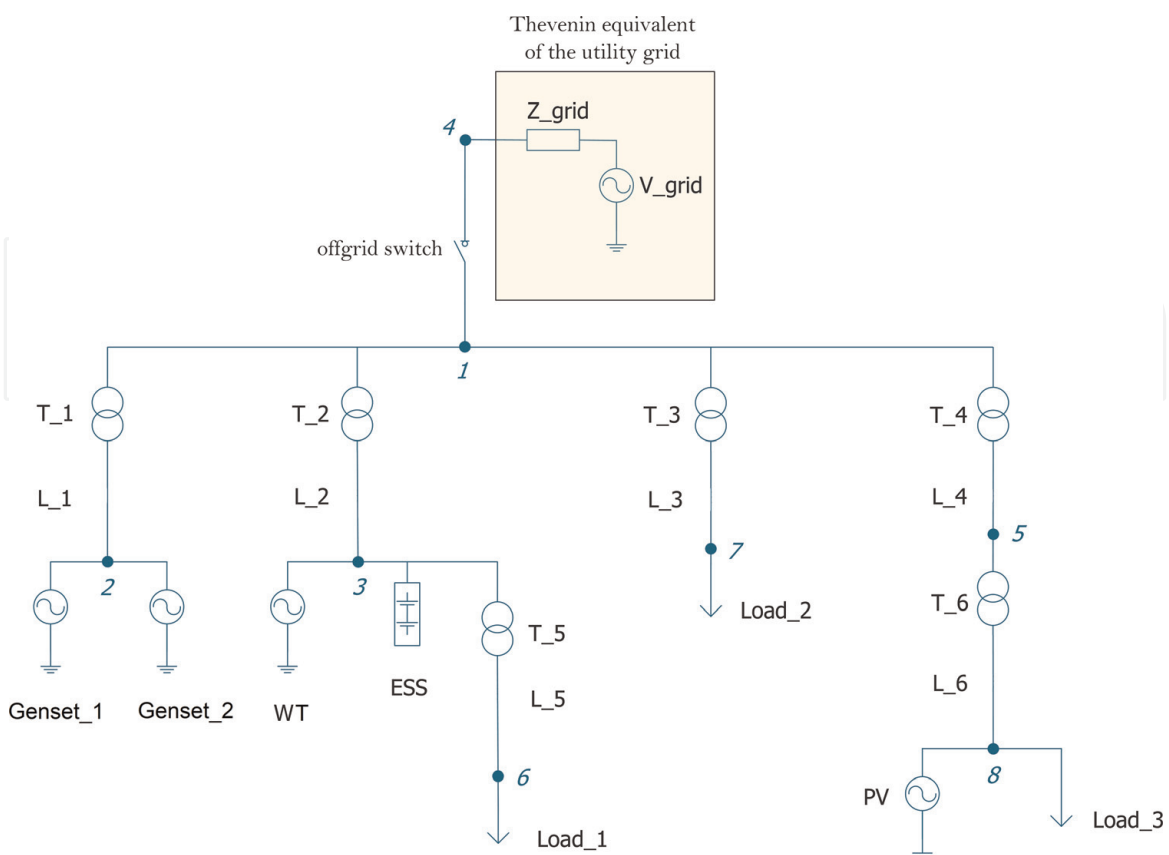 Thevenin equivalent
of the utility grid
Z_grid
4
V_grid
offgrid switch
1
T_1
T_2
T_3
T_4
L_1
L_2
L_3
L_4
5
7
2
3
T_6
Load_2
T_5
ESS
L_6
L_5
Genset_1
Genset_2
WT
6
8
PV
Load_3
Load_1